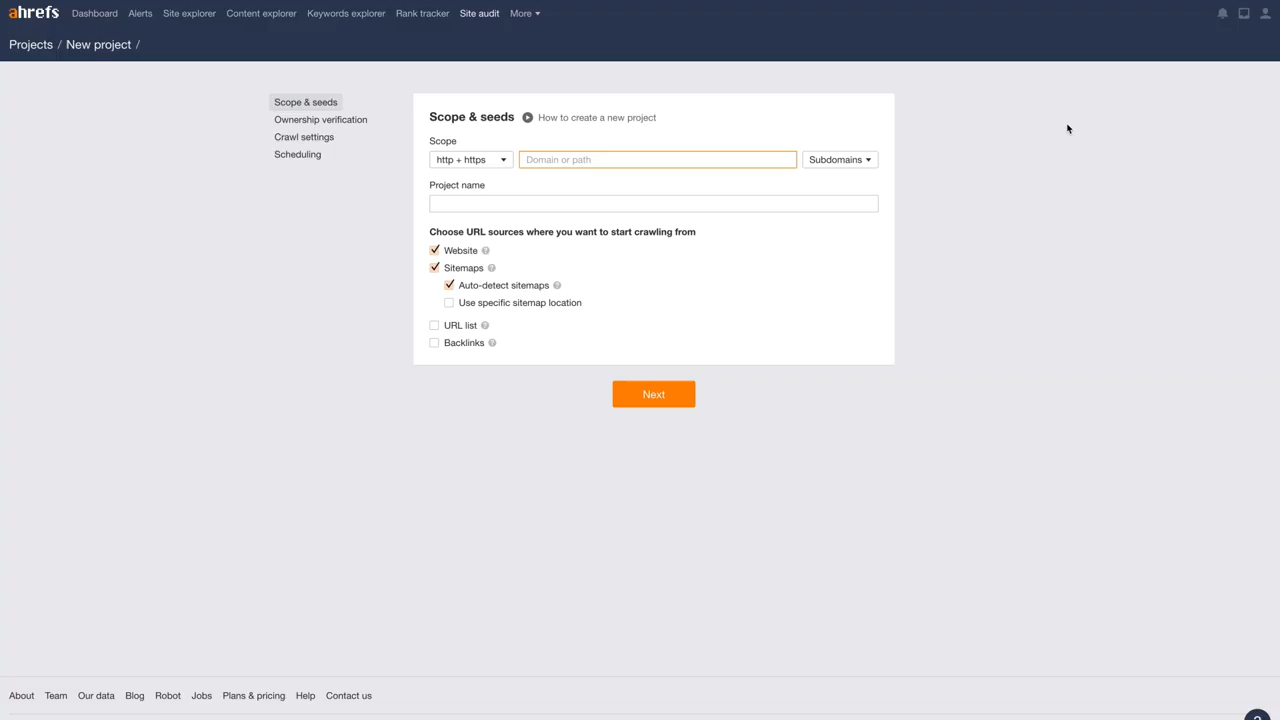 ahrefs Dashboard Alerts Site explorer Content explorer Keywords explorer Rank tracker Site audit More
Projects / New project /
Scope & seeds
Ownership verification
Crawl settings
Scheduling
Scope & seeds How to create a new project
Scope
http + https Domain or path Subdomains
Project name
Choose URL sources where you want to start crawling from
Website ?
Sitemaps ?
Auto-detect sitemaps ?
Use specific sitemap location
URL list ?
Backlinks ?
Next
About Team Our data Blog Robot Jobs Plans & pricing Help Contact us
?